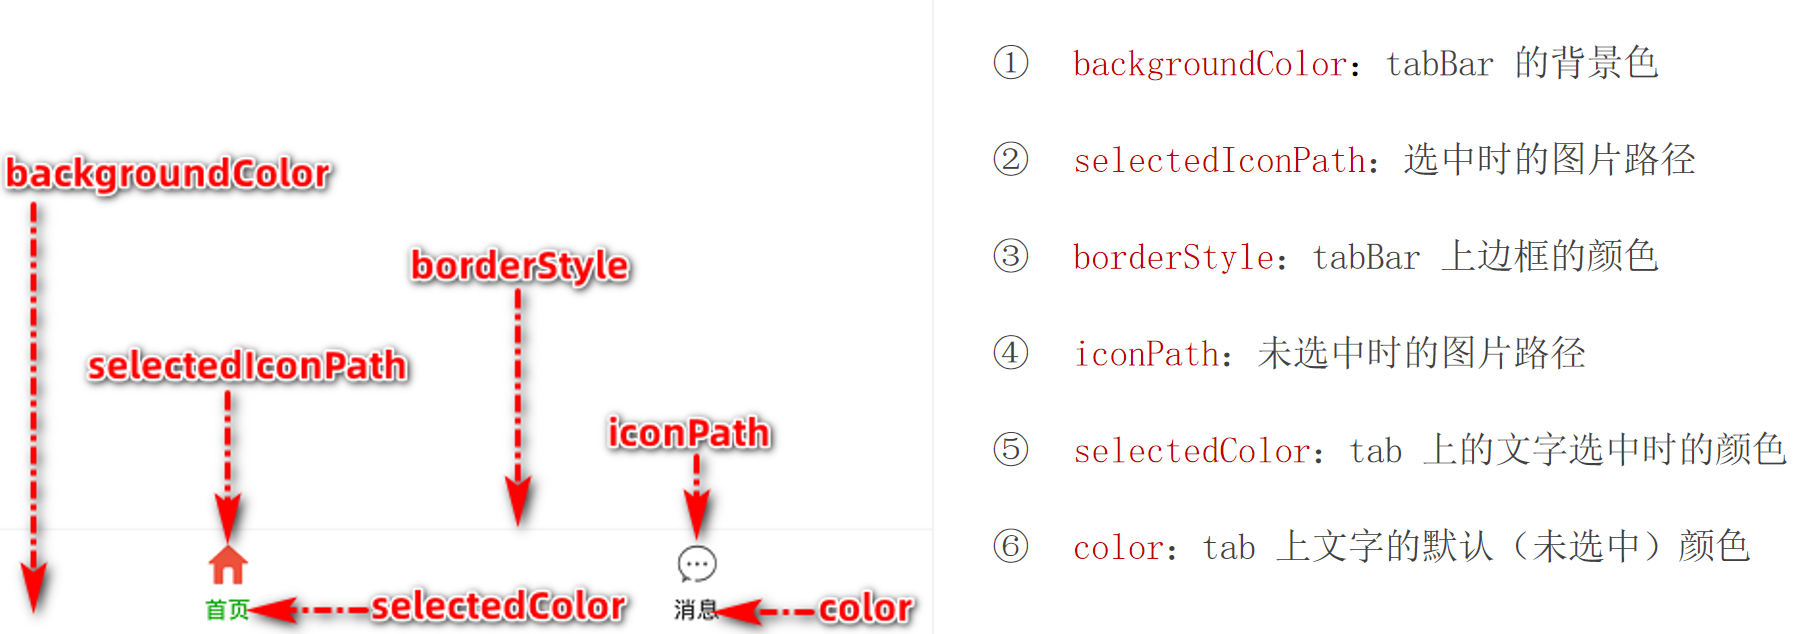 backgroundColor
borderStyle
selectedIconPath
iconPath
首页
selectedColor
消息
color
① backgroundColor：tabBar 的背景色
② selectedIconPath：选中时的图片路径
③ borderStyle：tabBar 上边框的颜色
④ iconPath：未选中时的图片路径
⑤ selectedColor：tab 上的文字选中时的颜色
⑥ color：tab 上文字的默认（未选中）颜色